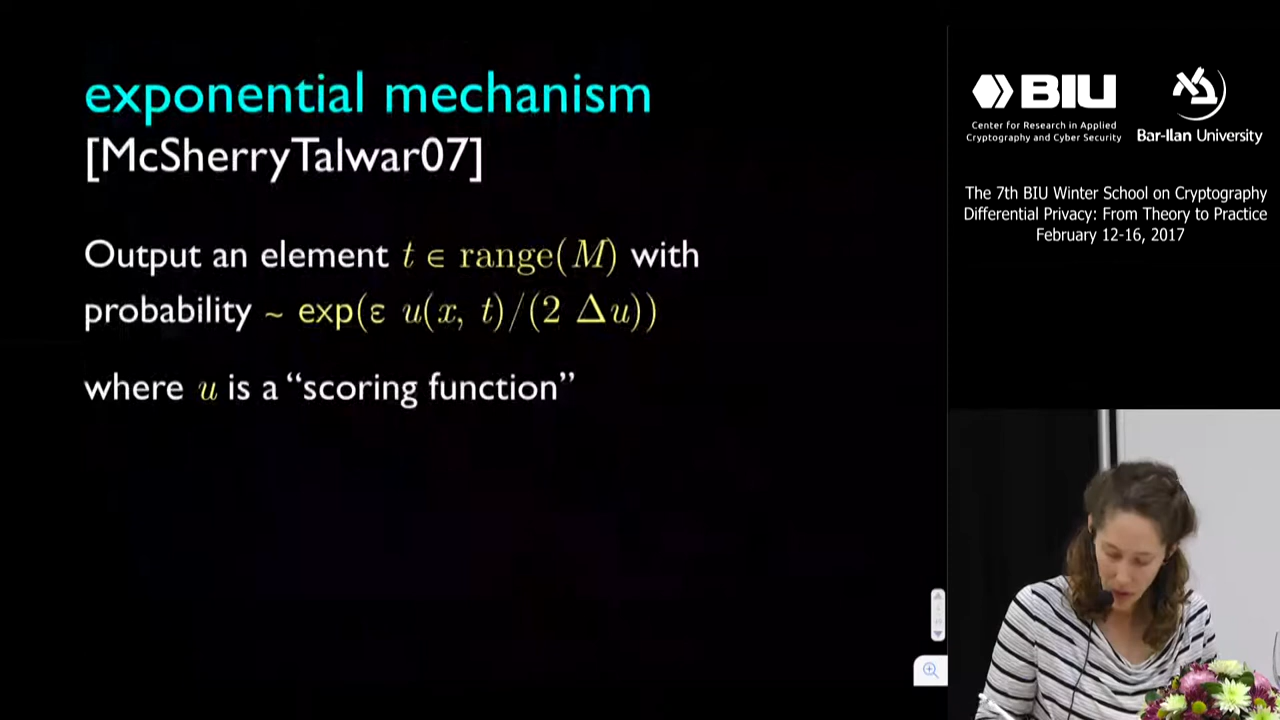 exponential mechanism
[McSherryTalwar07]
Output an element t ∈ range(M) with
probability ~ exp(ε u(x, t)/(2 Δu))
where u is a “scoring function”
BIU
Center for Research in Applied
Cryptography and Cyber Security
Bar-Ilan University
The 7th BIU Winter School on Cryptography
Differential Privacy: From Theory to Practice
February 12-16, 2017